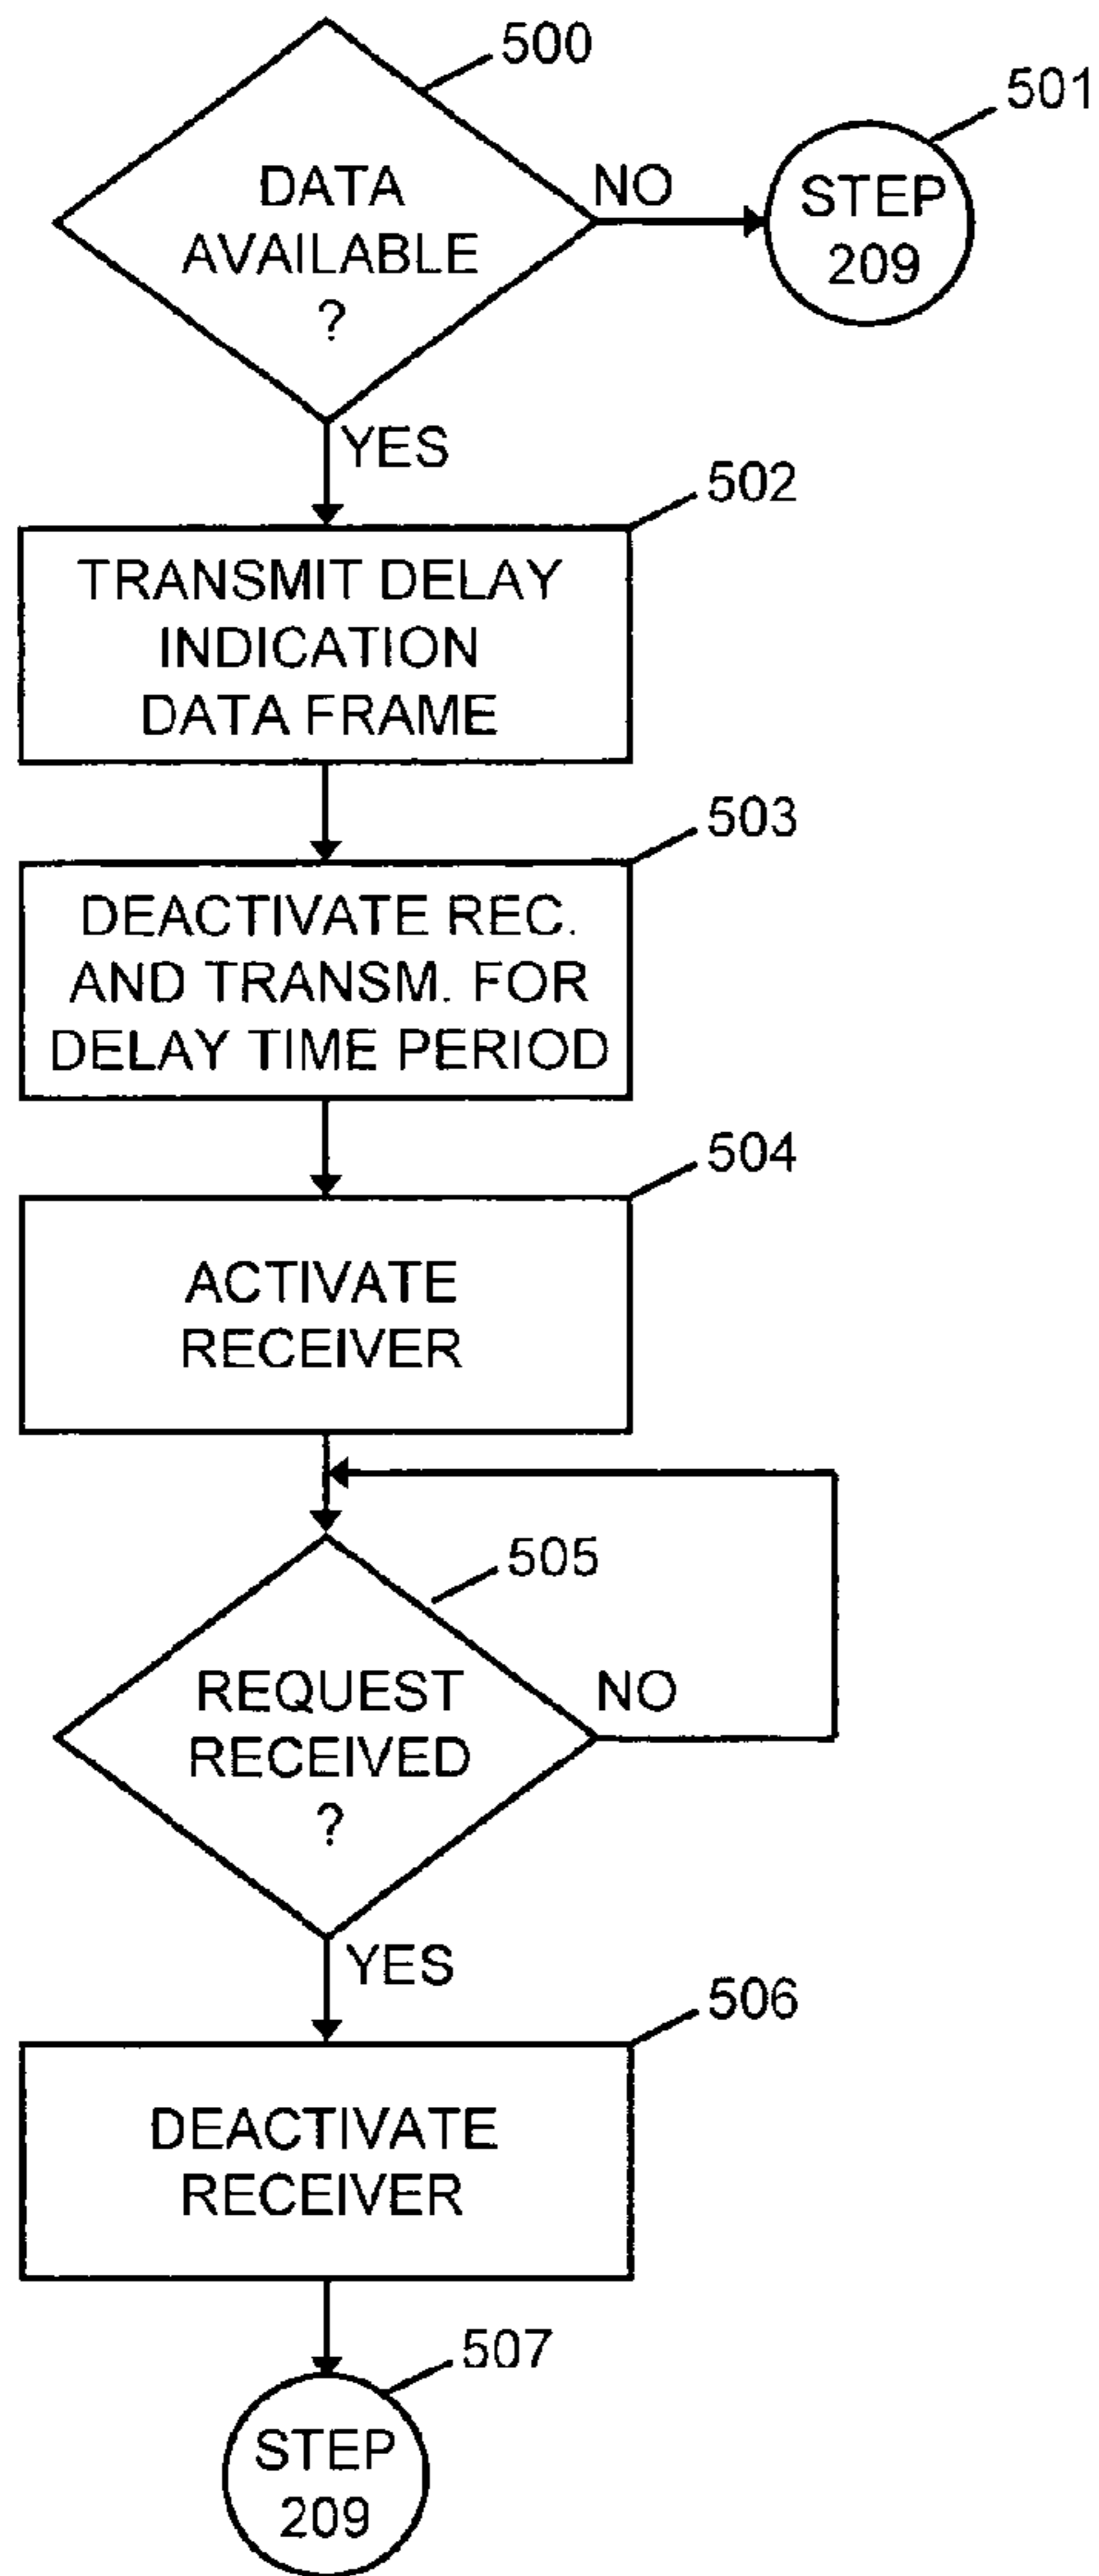 500
501
DATA
AVAILABLE
?
NO
STEP
209
YES
502
TRANSMIT DELAY
INDICATION
DATA FRAME
503
DEACTIVATE REC.
AND TRANSM. FOR
DELAY TIME PERIOD
504
ACTIVATE
RECEIVER
505
REQUEST
RECEIVED
?
NO
YES
506
DEACTIVATE
RECEIVER
507
STEP
209